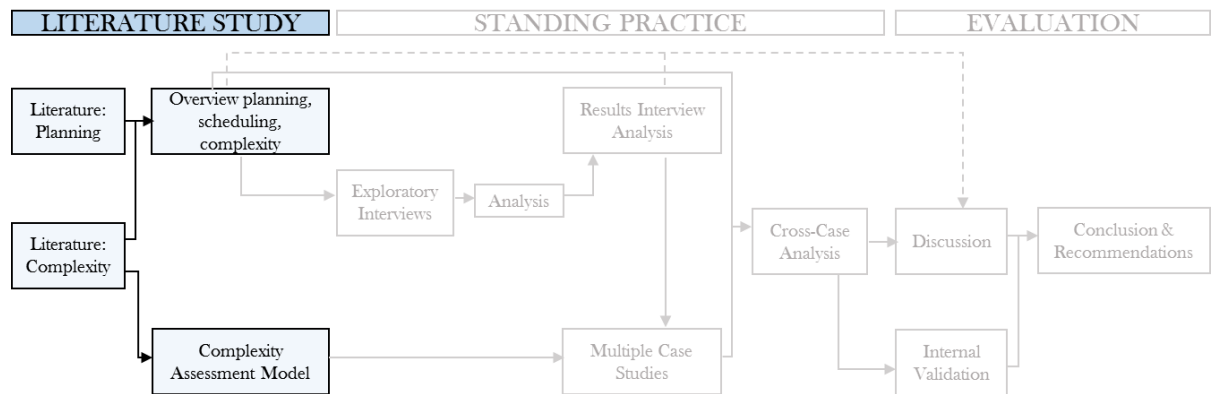 LITERATURE STUDY
STANDING PRACTICE
EVALUATION
Literature:
Planning
Overview planning,
scheduling,
complexity
Results Interview
Analysis
Exploratory
Interviews
Analysis
Literature:
Complexity
Cross-Case
Analysis
Discussion
Conclusion &
Recommendations
Complexity
Assessment Model
Multiple Case
Studies
Internal
Validation